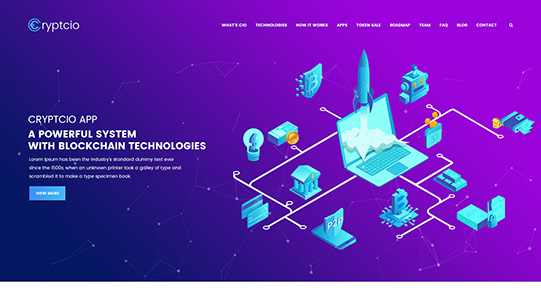 Cryptcio
WHAT'S CIO TECHNOLOGIES HOW IT WORKS APPS TOKEN SALE ROADMAP TEAM FAQ BLOG CONTACT
CRYPTCIO APP
A POWERFUL SYSTEM
WITH BLOCKCHAIN TECHNOLOGIES
Lorem Ipsum has been the industry's standard dummy text ever
since the 1500s, when an unknown printer took a galley of type and
scrambled it to make a type specimen book.
VIEW MORE
P2P